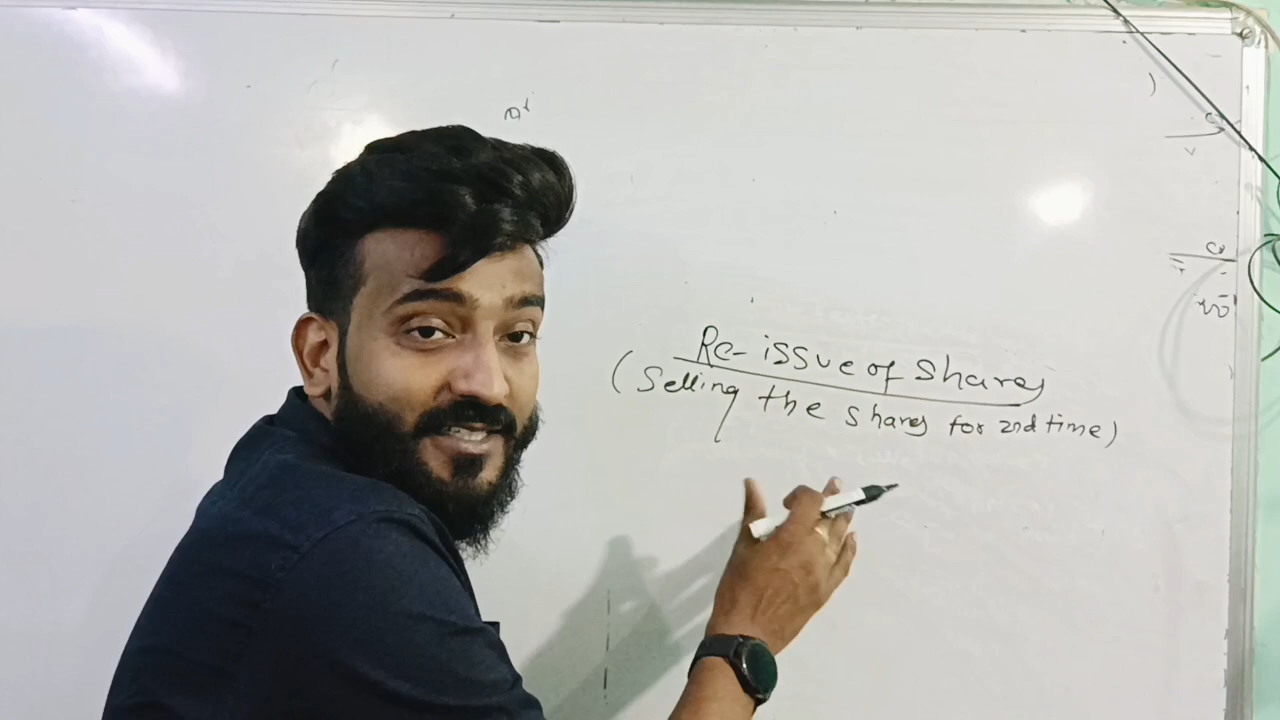 Re-issue of shares
(Selling the shares for 2nd time)